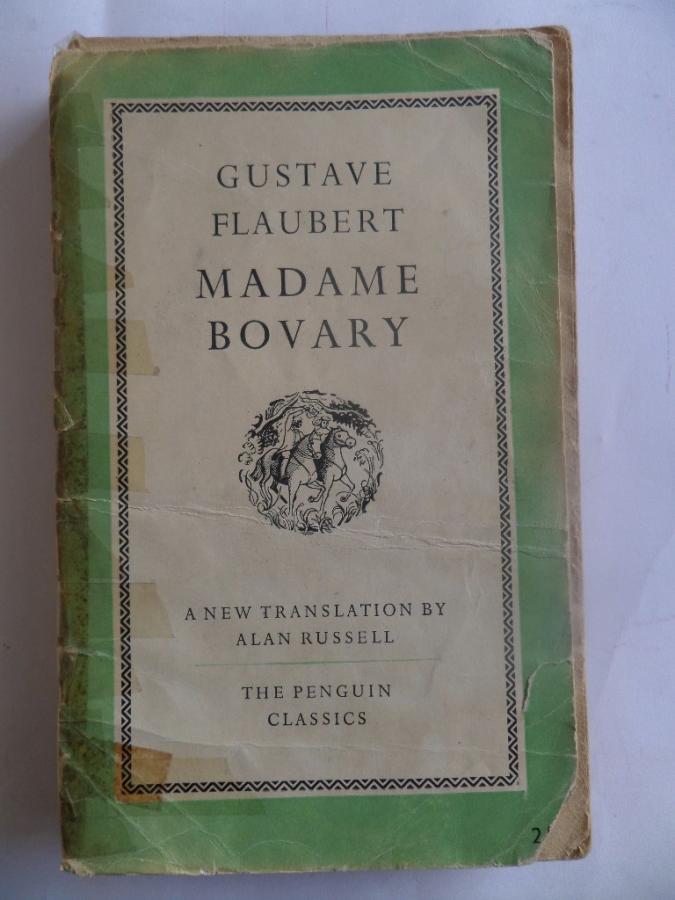 GUSTAVE
FLAUBERT
MADAME
BOVARY
A NEW TRANSLATION BY
ALAN RUSSELL
THE PENGUIN
CLASSICS